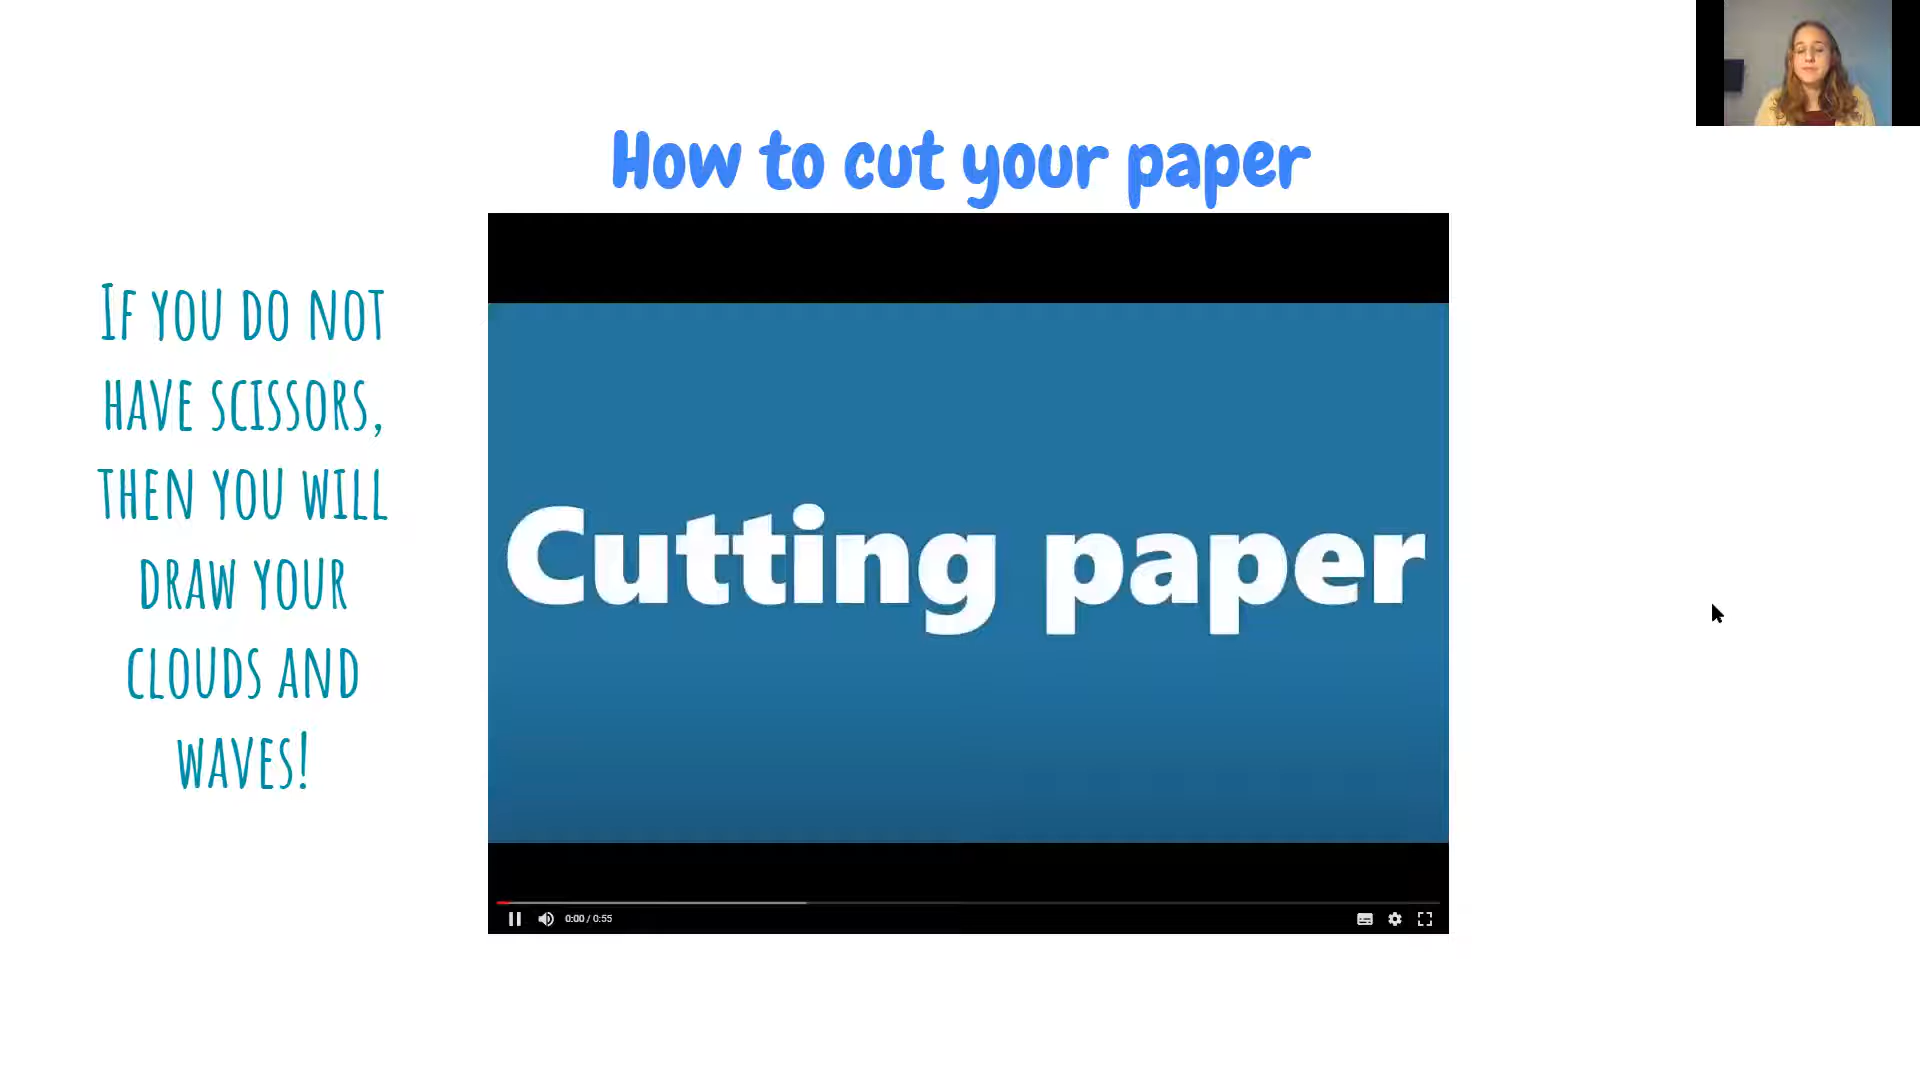 How to cut your paper
If you do not
have scissors,
then you will
draw your
clouds and
waves!
Cutting paper
0:00 / 0:55